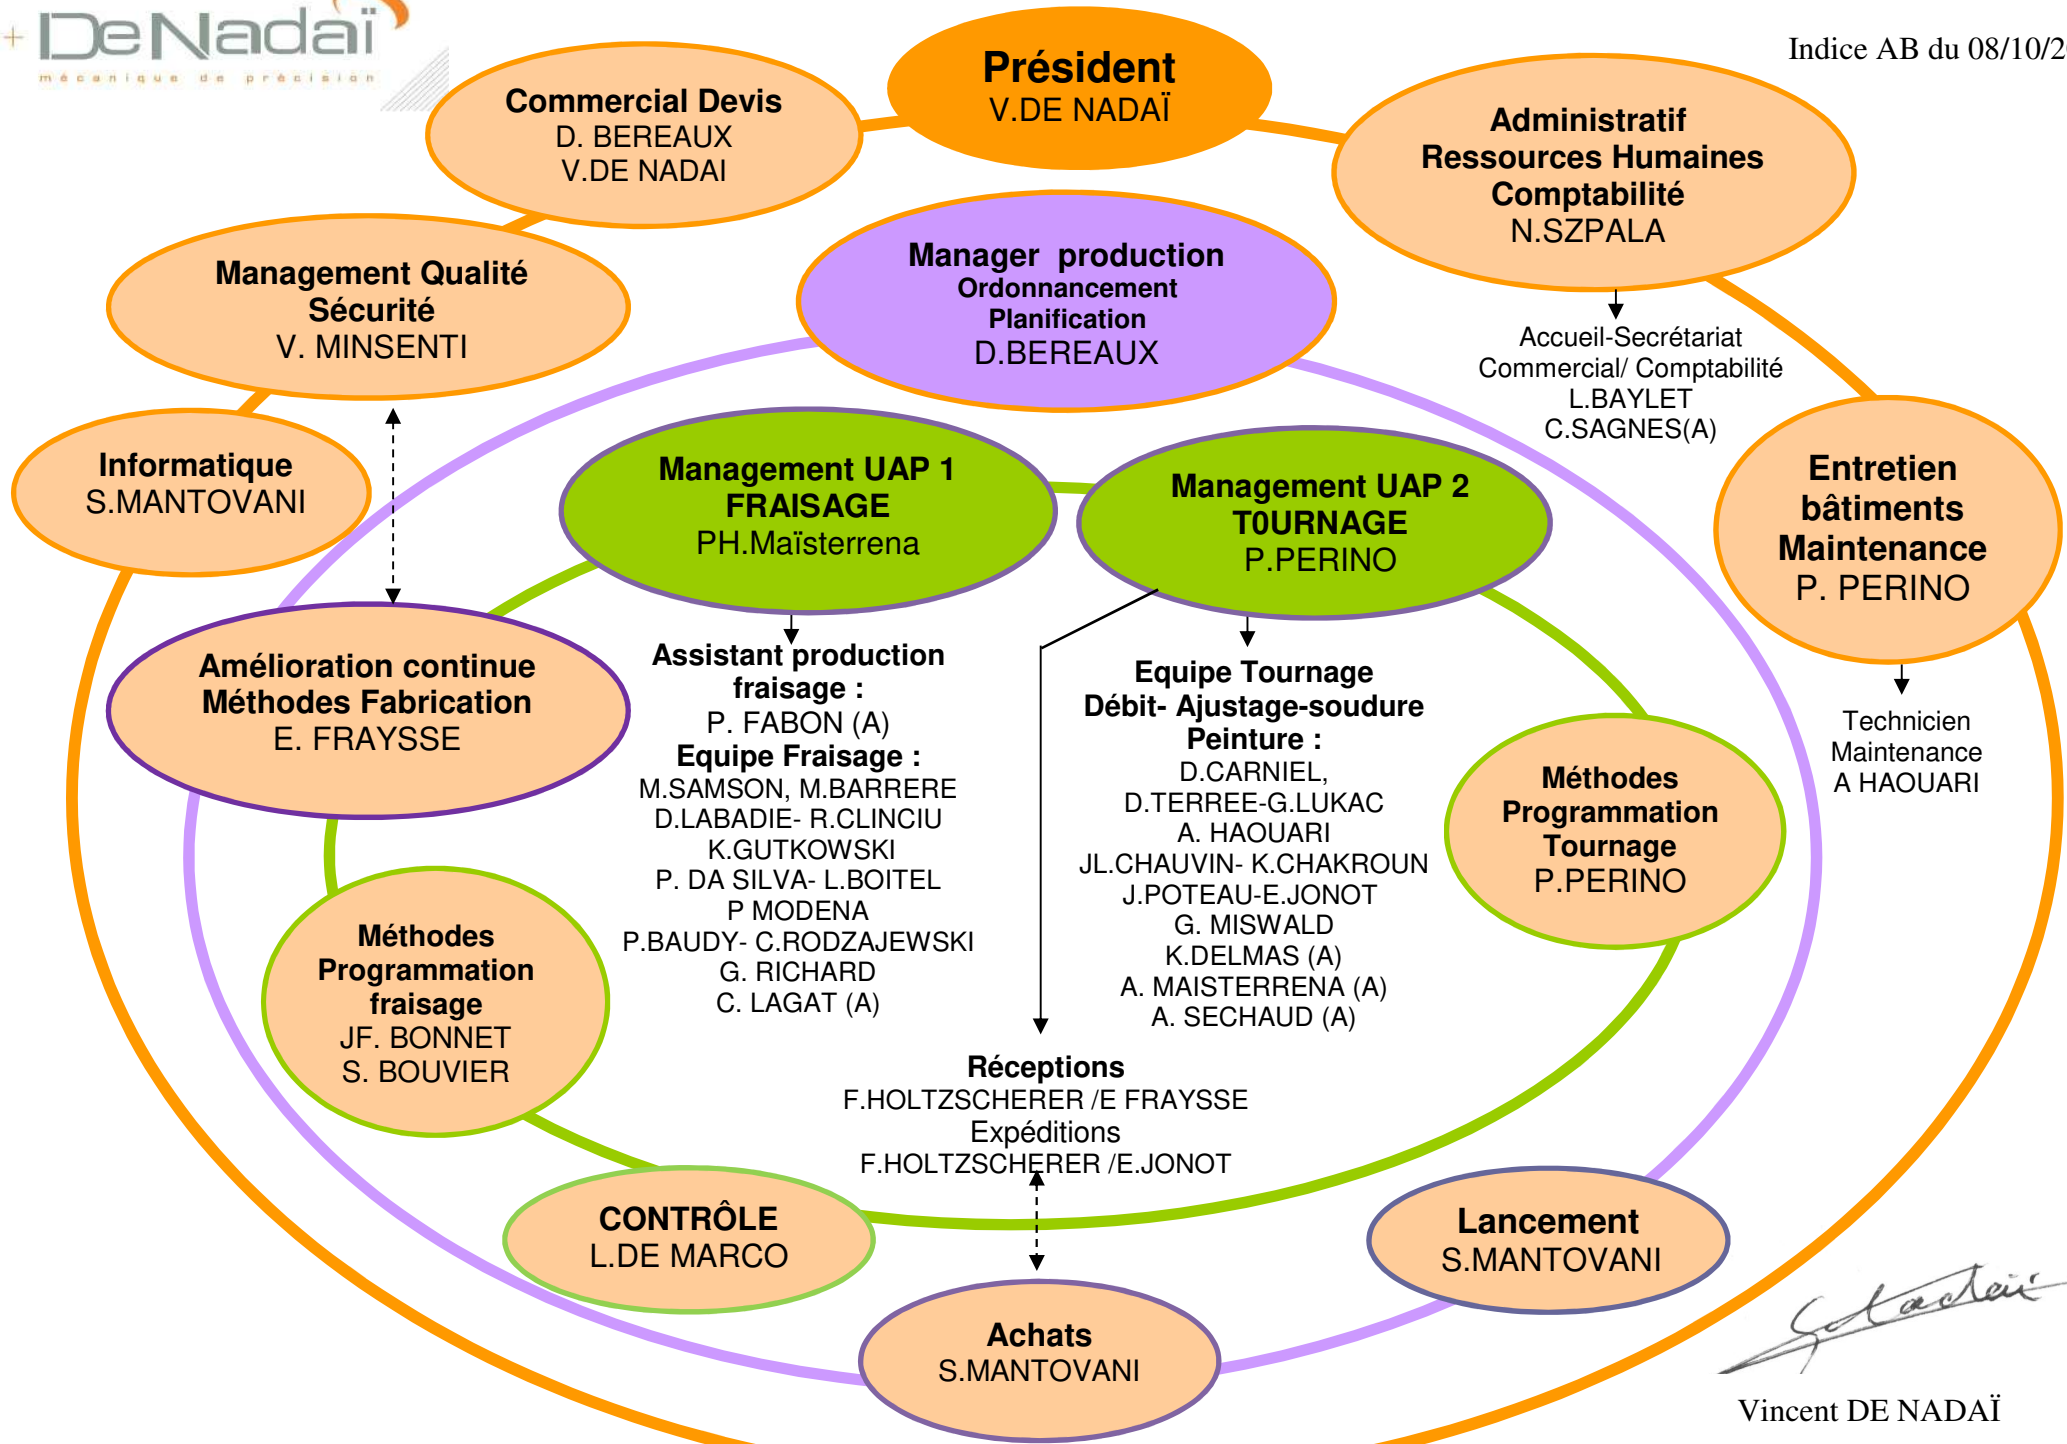 DeNadaï
mécanique de précision
Indice AB du 08/10/2
Président
V.DE NADAÏ
Commercial Devis
D. BEREAUX
V.DE NADAI
Administratif
Ressources Humaines
Comptabilité
N.SZPALA
Accueil-Secrétariat
Commercial/ Comptabilité
L.BAYLET
C.SAGNES(A)
Management Qualité
Sécurité
V. MINSENTI
Manager production
Ordonnancement
Planification
D.BEREAUX
Informatique
S.MANTOVANI
Management UAP 1
FRAISAGE
PH.Maïsterrena
Management UAP 2
T0URNAGE
P.PERINO
Entretien
bâtiments
Maintenance
P. PERINO
Technicien
Maintenance
A HAOUARI
Amélioration continue
Méthodes Fabrication
E. FRAYSSE
Assistant production
fraisage :
P. FABON (A)
Equipe Fraisage :
M.SAMSON, M.BARRERE
D.LABADIE- R.CLINCIU
K.GUTKOWSKI
P. DA SILVA- L.BOITEL
P MODENA
P.BAUDY- C.RODZAJEWSKI
G. RICHARD
C. LAGAT (A)
Equipe Tournage
Débit- Ajustage-soudure
Peinture :
D.CARNIEL,
D.TERREE-G.LUKAC
A. HAOUARI
JL.CHAUVIN- K.CHAKROUN
J.POTEAU-E.JONOT
G. MISWALD
K.DELMAS (A)
A. MAISTERRENA (A)
A. SECHAUD (A)
Méthodes
Programmation
Tournage
P.PERINO
Méthodes
Programmation
fraisage
JF. BONNET
S. BOUVIER
Réceptions
F.HOLTZSCHERER /E FRAYSSE
Expéditions
F.HOLTZSCHERER /E.JONOT
CONTRÔLE
L.DE MARCO
Lancement
S.MANTOVANI
Achats
S.MANTOVANI
Vincent DE NADAÏ